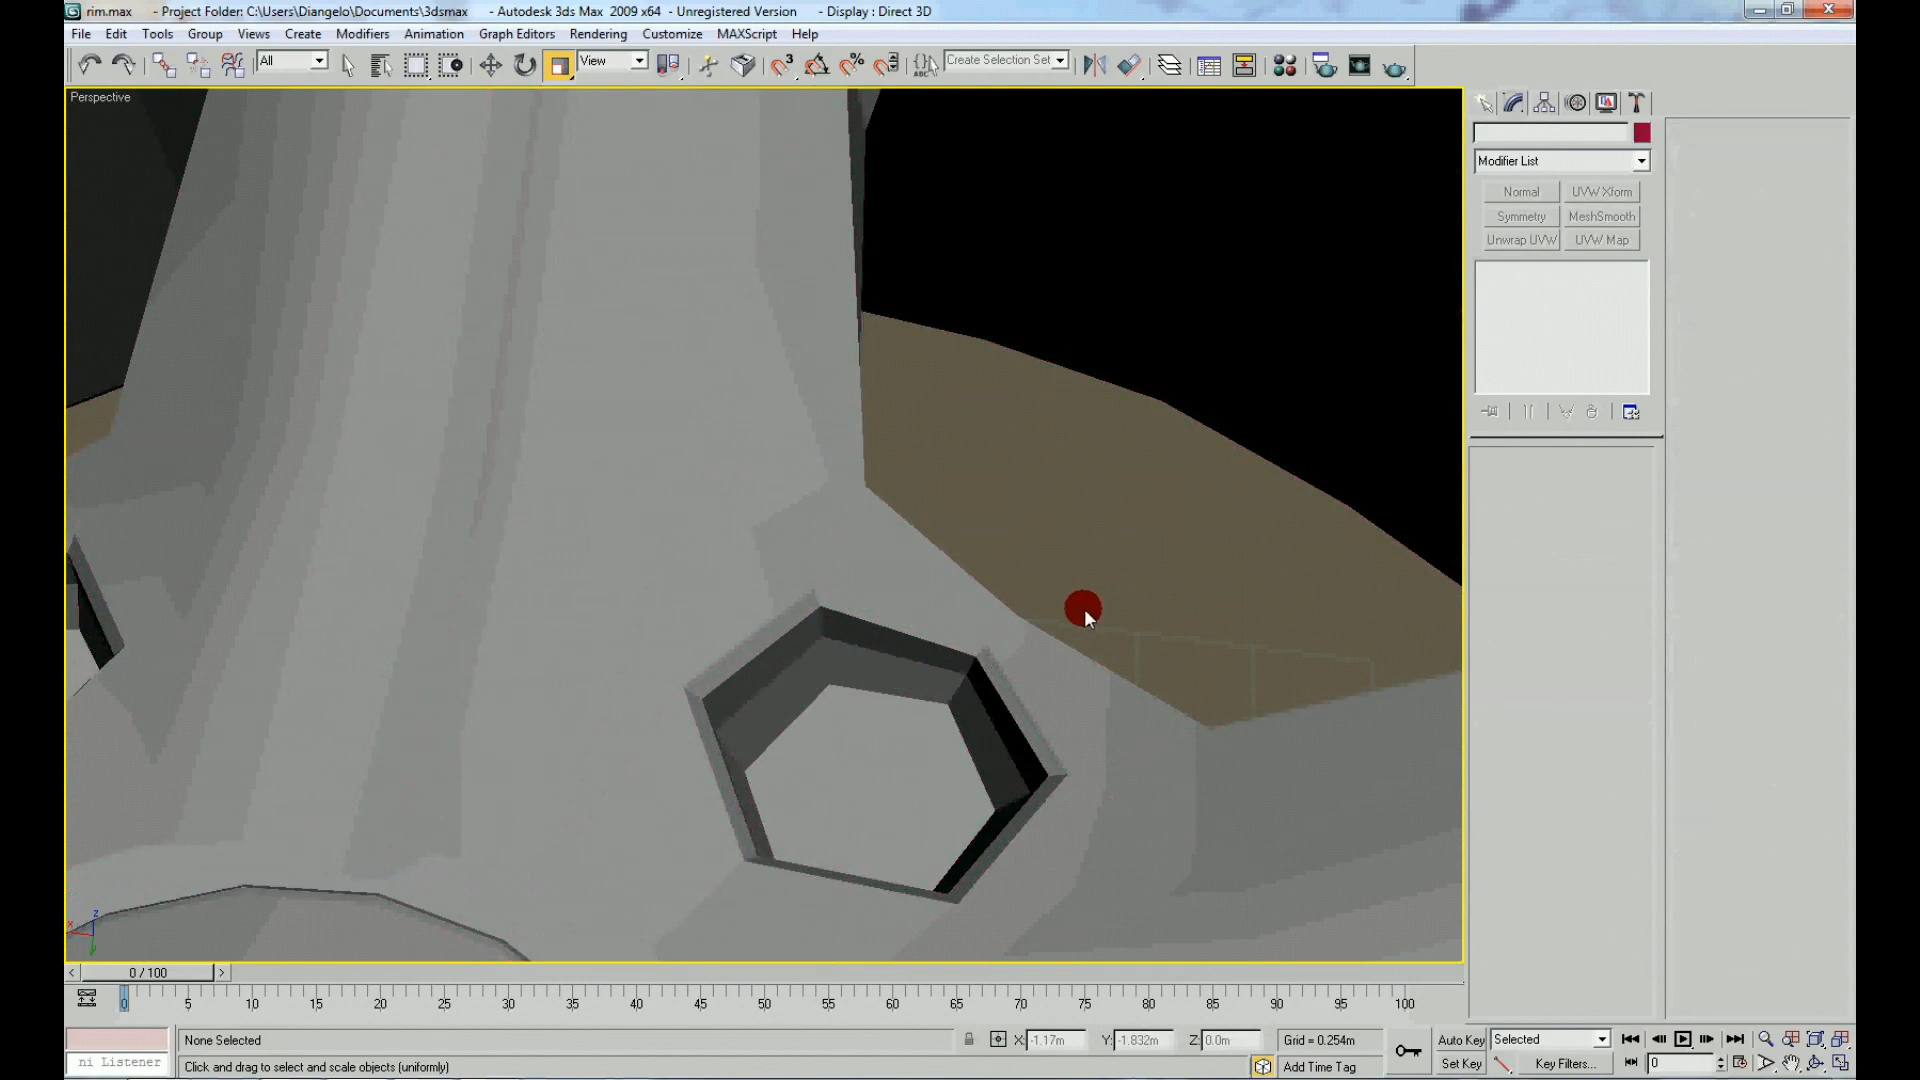 rim.max - Project Folder: C:\Users\Diangelo\Documents\3dsmax - Autodesk 3ds Max 2009 x64 - Unregistered Version - Display : Direct 3D
File Edit Tools Group Views Create Modifiers Animation Graph Editors Rendering Customize MAXScript Help
All View 3 Create Selection Set
Perspective
Modifier List
Normal UVW Xform
Symmetry MeshSmooth
Unwrap UVW UVW Map
z
x
y
< 0 / 100 >
0 5 10 15 20 25 30 35 40 45 50 55 60 65 70 75 80 85 90 95 100
None Selected X: -1.17m Y: -1.832m Z: 0.0m Grid = 0.254m Auto Key Selected
ni Listener Click and drag to select and scale objects (uniformly) Add Time Tag Set Key Key Filters... 0